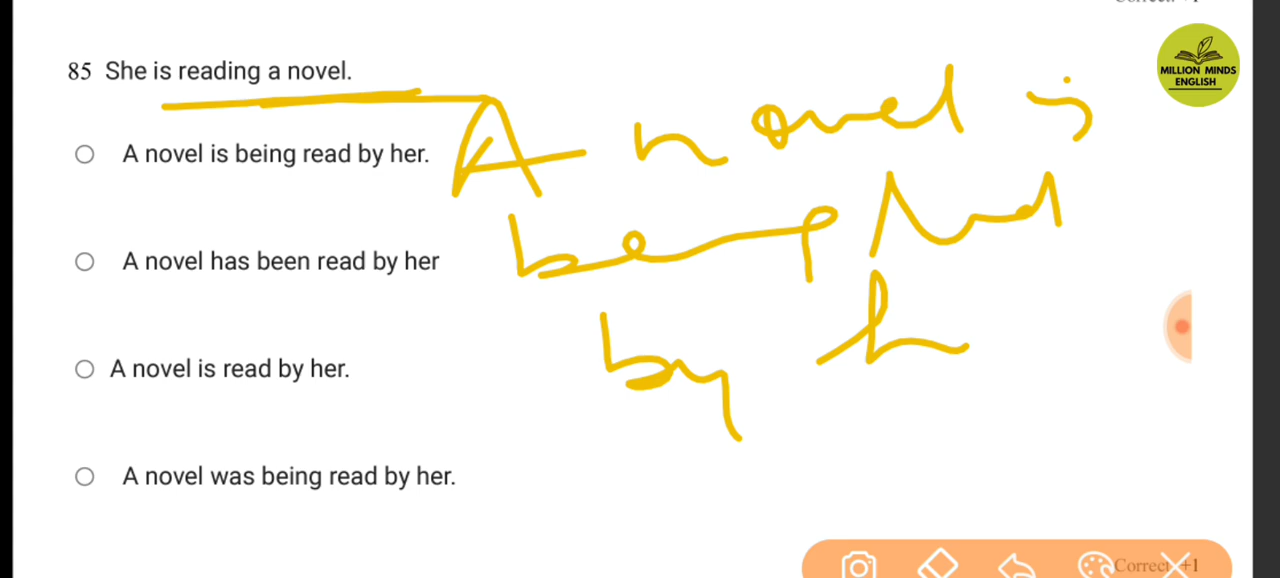 85 She is reading a novel.
MILLION MINDS
ENGLISH
A novel is
A novel is being read by her.
being read
A novel has been read by her
by h
A novel is read by her.
A novel was being read by her.
Correct +1